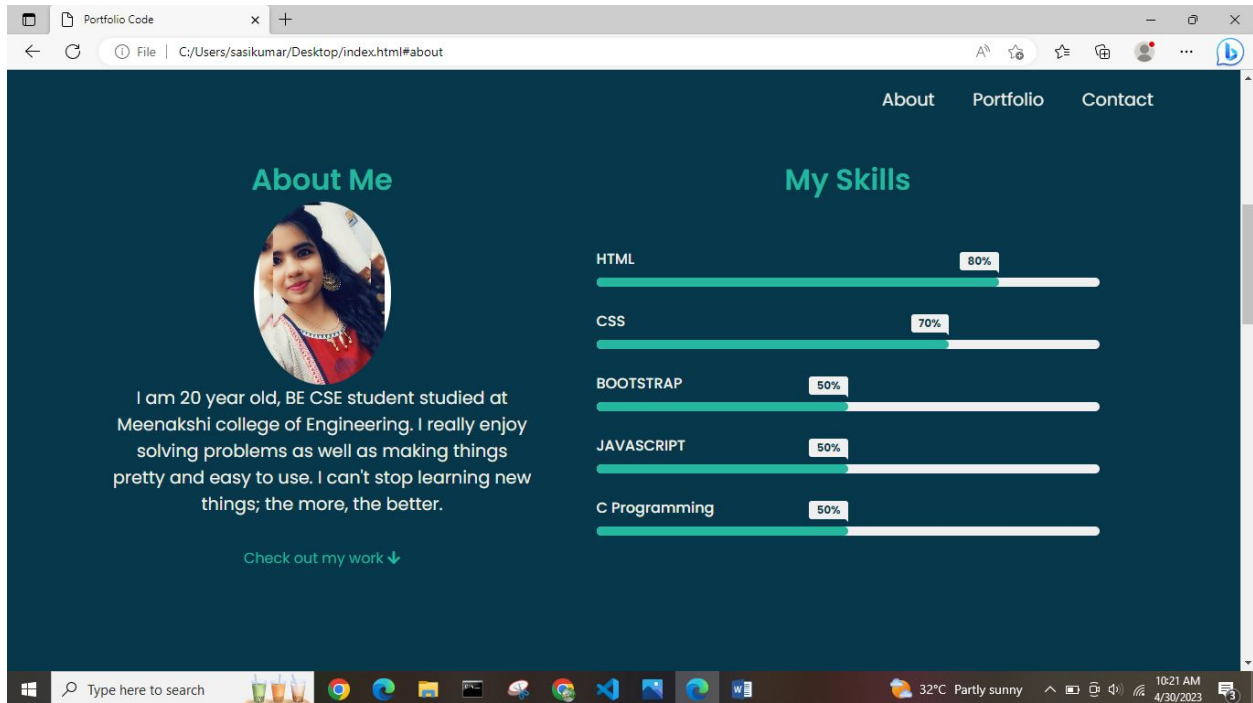 Portfolio Code
File | C:/Users/sasikumar/Desktop/index.html#about
About Portfolio Contact
About Me
I am 20 year old, BE CSE student studied at
Meenakshi college of Engineering. I really enjoy
solving problems as well as making things
pretty and easy to use. I can't stop learning new
things; the more, the better.
Check out my work
My Skills
HTML 80%
CSS 70%
BOOTSTRAP 50%
JAVASCRIPT 50%
C Programming 50%
Type here to search
32°C Partly sunny
10:21 AM
4/30/2023
3